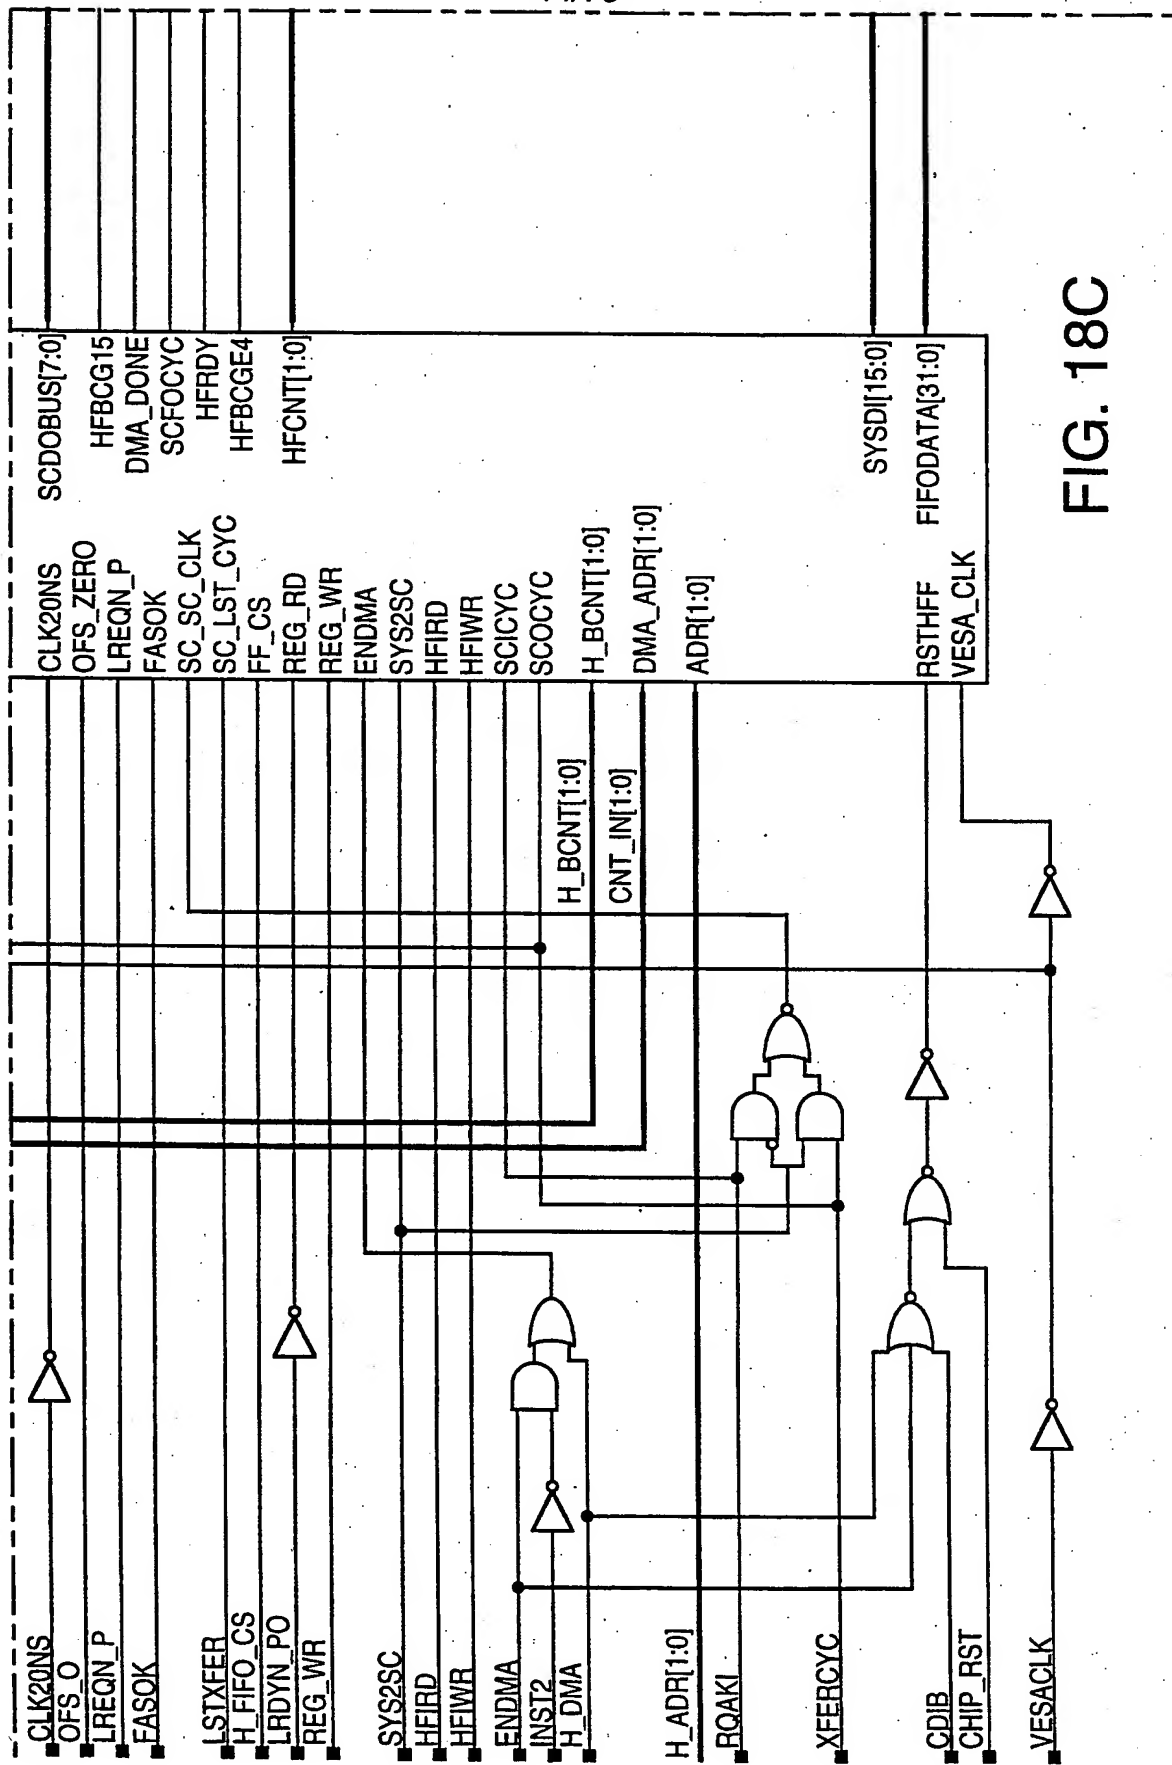 CLK20NS
OFS_O
LREQN_P
FASOK
LSTXFER
H_FIFO_CS
LRDYN_PO
REG_WR
SYS2SC
HFIRD
HFIWR
ENDMA
INST2
H_DMA
H_ADR[1:0]
RQAKI
XFERCYC
CDIB
CHIP_RST
VESACLK
H_BCNT[1:0]
CNT_IN[1:0]
CLK20NS
OFS_ZERO
LREQN_P
FASOK
SC_SC_CLK
SC_LST_CYC
FF_CS
REG_RD
REG_WR
ENDMA
SYS2SC
HFIRD
HFIWR
SCICYC
SCOCYC
H_BCNT[1:0]
DMA_ADR[1:0]
ADR[1:0]
RSTHFF
VESA_CLK
SCDOBUS[7:0]
HFBCG15
DMA_DONE
SCFOCYC
HFRDY
HFBCGE4
HFCNT[1:0]
SYSDI[15:0]
FIFODATA[31:0]
FIG. 18C